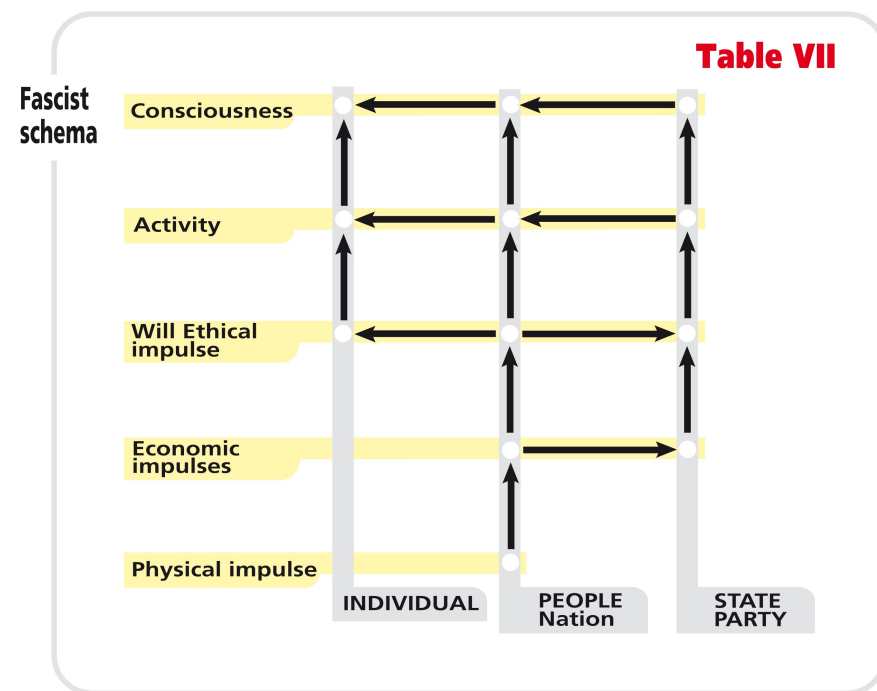 Table VII
Fascist
schema
Consciousness
Activity
Will Ethical
impulse
Economic
impulses
Physical impulse
INDIVIDUAL
PEOPLE
Nation
STATE
PARTY